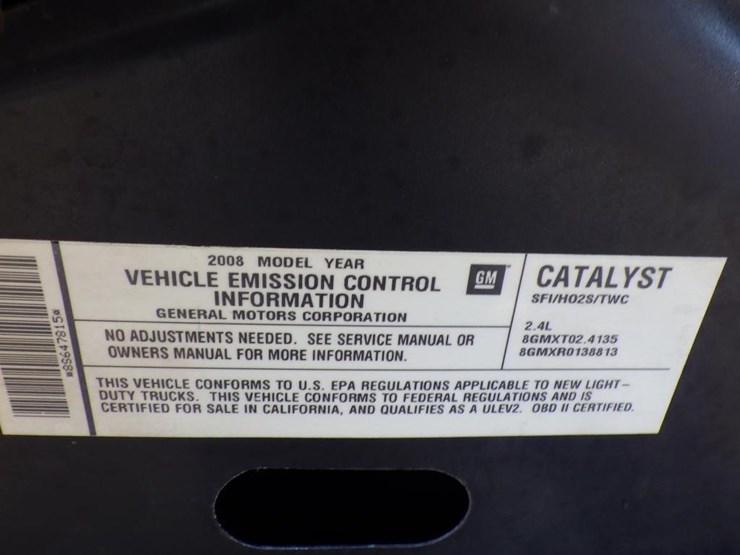 2008 MODEL YEAR
VEHICLE EMISSION CONTROL
INFORMATION
GENERAL MOTORS CORPORATION
GM
NO ADJUSTMENTS NEEDED. SEE SERVICE MANUAL OR
OWNERS MANUAL FOR MORE INFORMATION.
CATALYST
SFI/HO2S/TWC
2.4L
8GMXT02.4135
8GMXR0138813
THIS VEHICLE CONFORMS TO U.S. EPA REGULATIONS APPLICABLE TO NEW LIGHT-
DUTY TRUCKS. THIS VEHICLE CONFORMS TO FEDERAL REGULATIONS AND IS
CERTIFIED FOR SALE IN CALIFORNIA, AND QUALIFIES AS A ULEV2. OBD II CERTIFIED.
*8S647815*